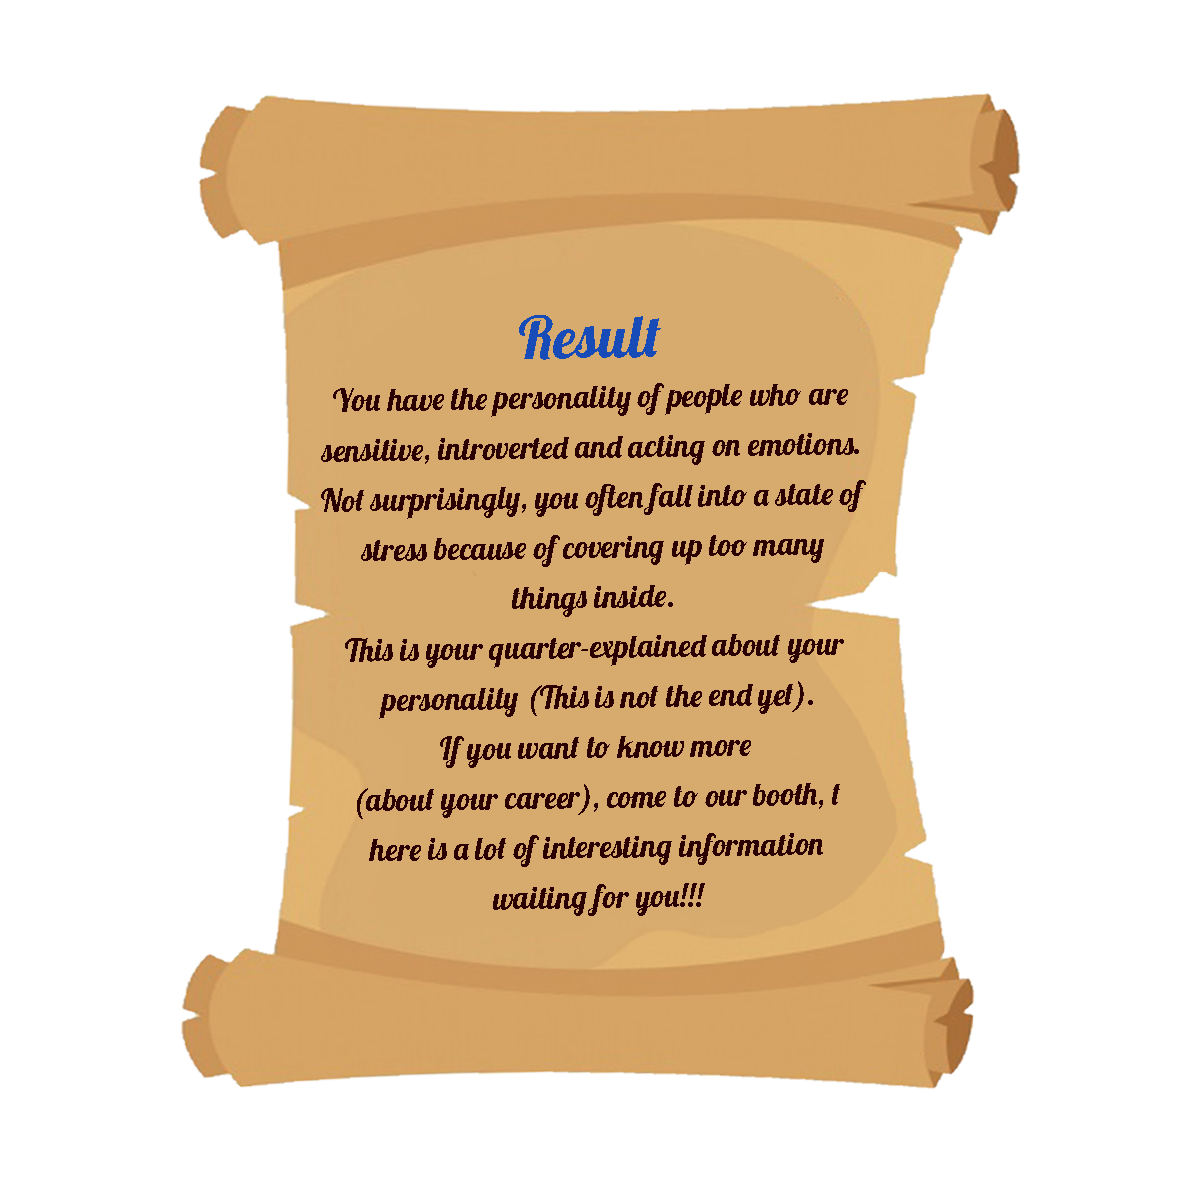 Result
You have the personality of people who are
sensitive, introverted and acting on emotions.
Not surprisingly, you often fall into a state of
stress because of covering up too many
things inside.
This is your quarter-explained about your
personality (This is not the end yet).
If you want to know more
(about your career), come to our booth, t
here is a lot of interesting information
waiting for you!!!